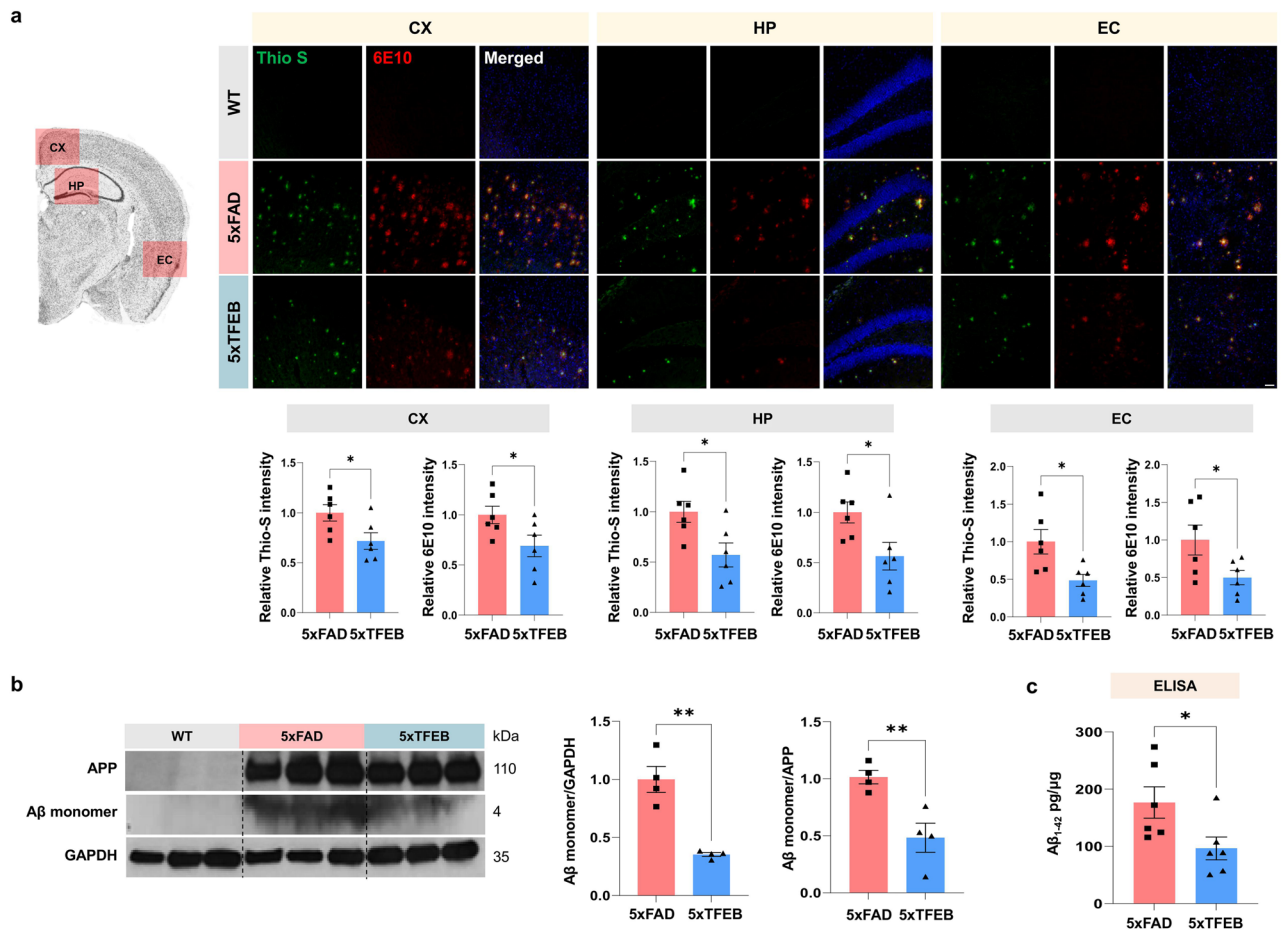 a
CX HP EC
Thio S 6E10 Merged
WT
CX
HP
5xFAD
EC
5xTFEB
CX HP EC
Relative Thio-S intensity
1.5
1.0
0.5
0.0
*
5xFAD 5xTFEB
Relative 6E10 intensity
1.5
1.0
0.5
0.0
*
5xFAD 5xTFEB
Relative Thio-S intensity
1.5
1.0
0.5
0.0
*
5xFAD 5xTFEB
Relative 6E10 intensity
1.5
1.0
0.5
0.0
*
5xFAD 5xTFEB
Relative Thio-S intensity
2.0
1.5
1.0
0.5
0.0
*
5xFAD 5xTFEB
Relative 6E10 intensity
2.0
1.5
1.0
0.5
0.0
*
5xFAD 5xTFEB
b
WT 5xFAD 5xTFEB kDa
APP 110
Aβ monomer 4
GAPDH 35
Aβ monomer/GAPDH
1.5
1.0
0.5
0.0
**
5xFAD 5xTFEB
Aβ monomer/APP
1.5
1.0
0.5
0.0
**
5xFAD 5xTFEB
c
ELISA
Aβ₁₋₄₂ pg/μg
300
200
100
0
*
5xFAD 5xTFEB